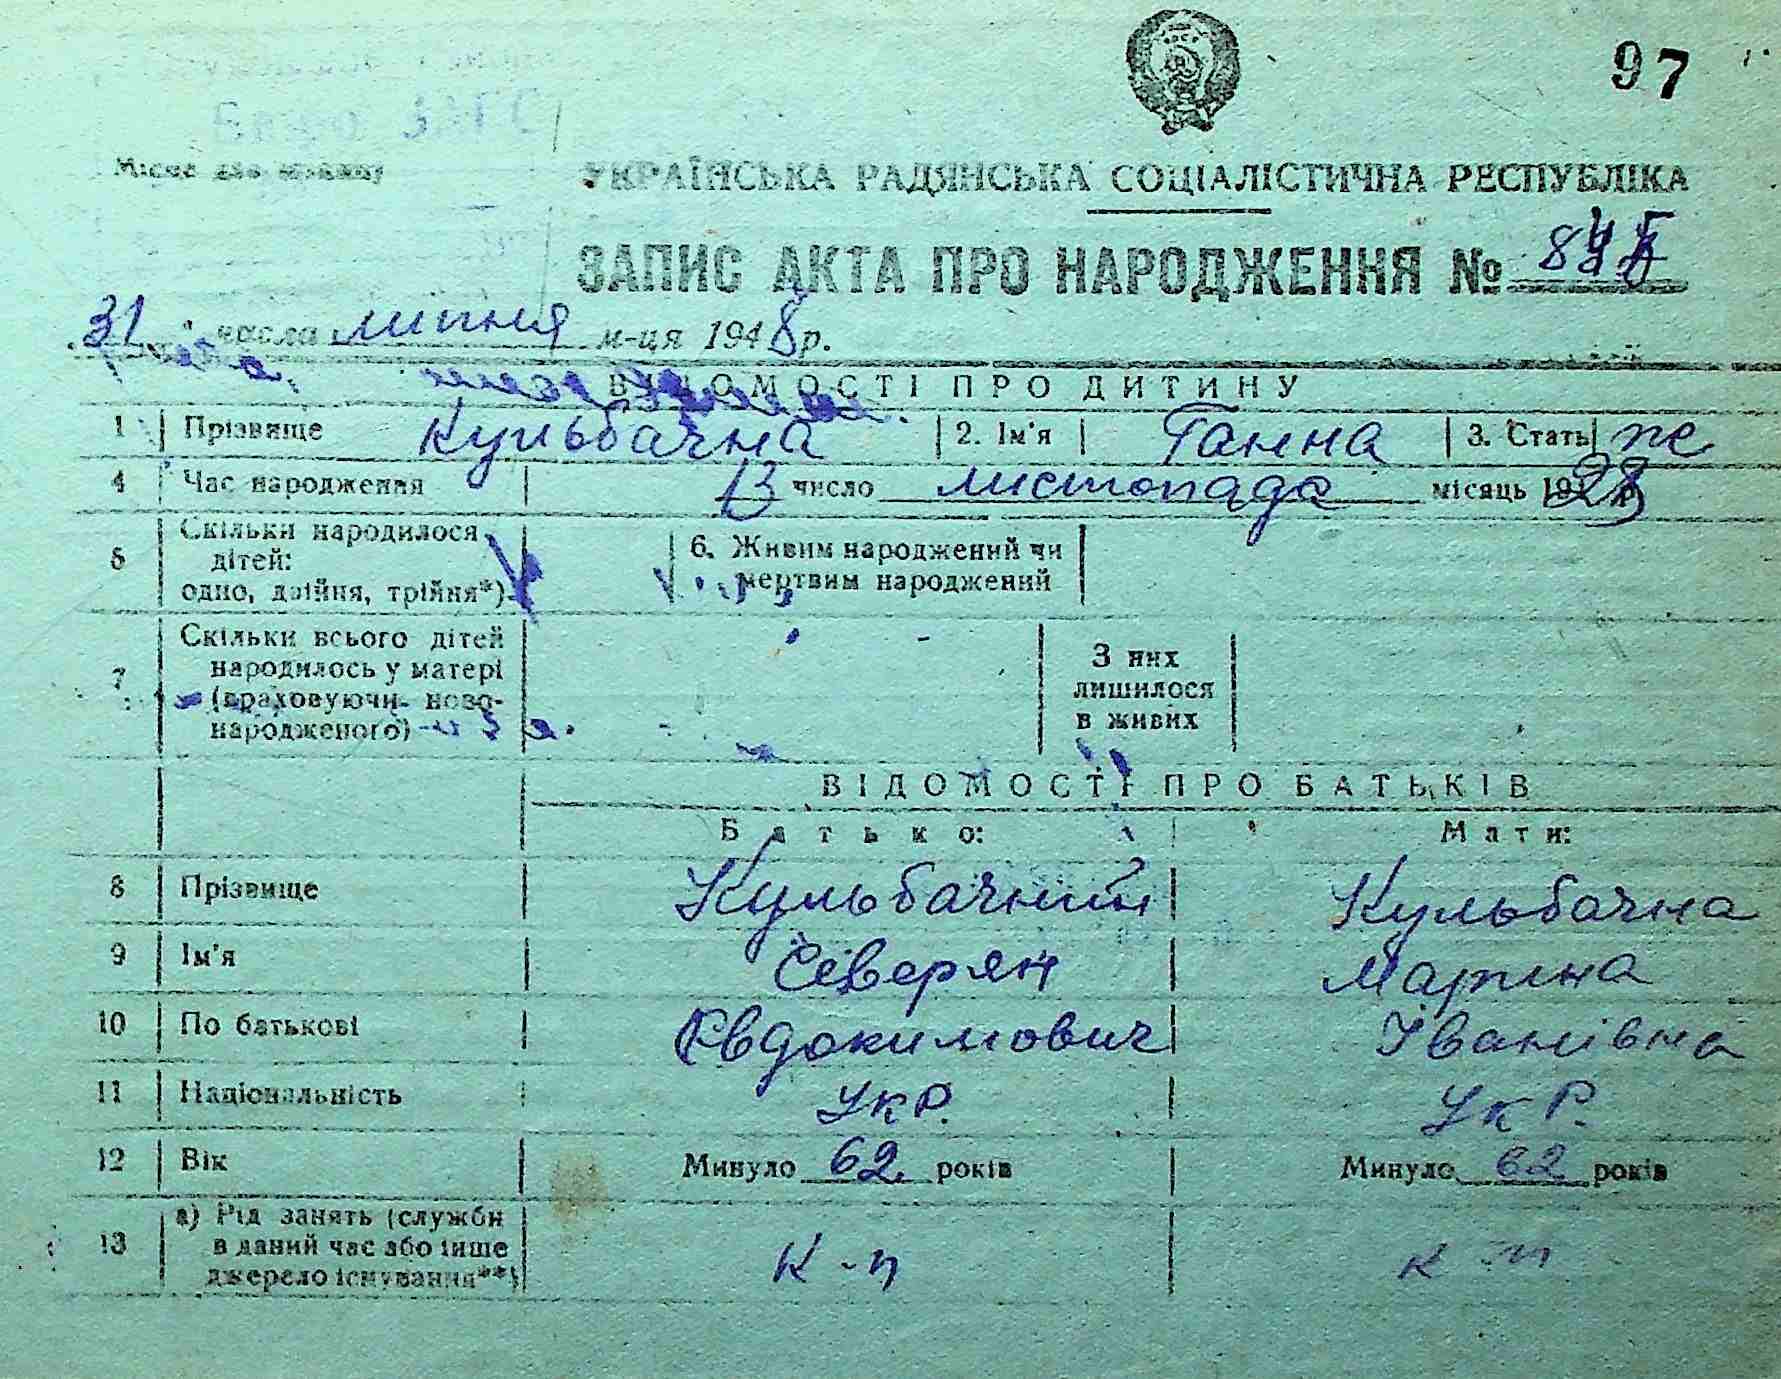 97
Бюро ЗАГС
Місце для штампу
УКРАЇНСЬКА РАДЯНСЬКА СОЦІАЛІСТИЧНА РЕСПУБЛІКА
ЗАПИС АКТА ПРО НАРОДЖЕННЯ №
31 числа липня м-ця 1948 р.
ВІДОМОСТІ ПРО ДИТИНУ
1 Прізвище Кульбачна 2. Ім'я Ганна 3. Стать ж
4 Час народження 13 число листопада місяць 1928
5 Скільки народилося дітей: 6. Живим народжений чи
одно, двійня, трійня*) мертвим народжений
7 Скільки всього дітей З них
народилось у матері лишилося
(враховуючи ново- в живих
народженого)
ВІДОМОСТІ ПРО БАТЬКІВ
Батько: Мати:
8 Прізвище Кульбачний Кульбачна
9 Ім'я Северян Марина
10 По батькові Євдокимович Іванівна
11 Національність Укр. Укр.
12 Вік Минуло 62 років Минуло 62 років
13 а) Рід занять (служби
в даний час або інше К-п к-п
джерело існування**)